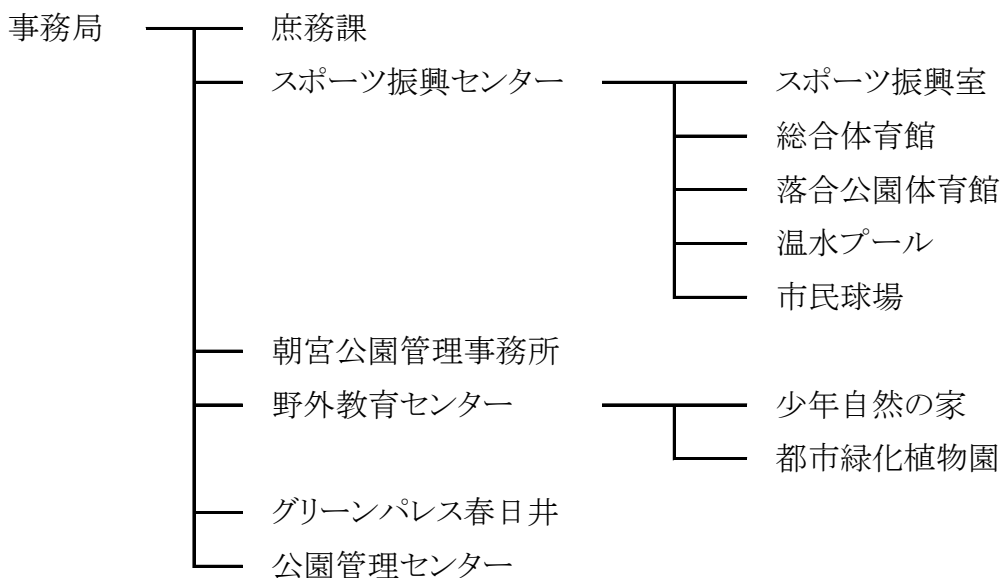 事務局 庶務課
スポーツ振興センター スポーツ振興室
総合体育館
落合公園体育館
温水プール
市民球場
朝宮公園管理事務所
野外教育センター 少年自然の家
都市緑化植物園
グリーンパレス春日井
公園管理センター